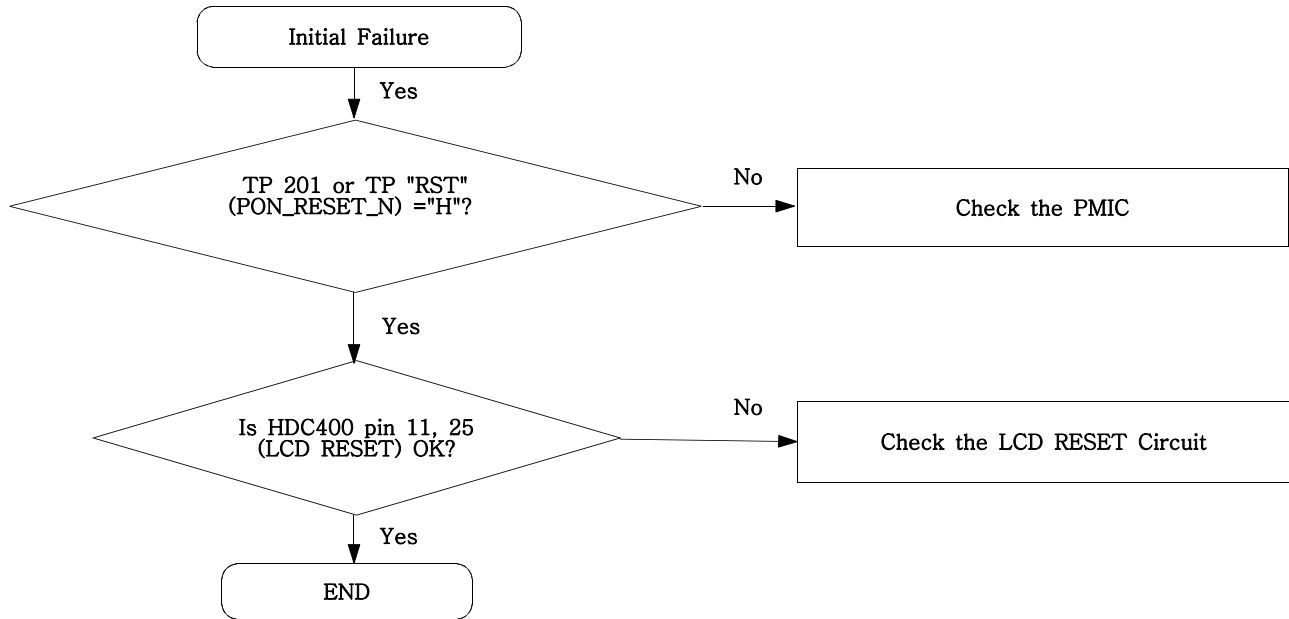 Initial Failure
Yes
TP 201 or TP "RST"
(PON_RESET_N) ="H"?
No
Check the PMIC
Yes
Is HDC400 pin 11, 25
(LCD RESET) OK?
No
Check the LCD RESET Circuit
Yes
END